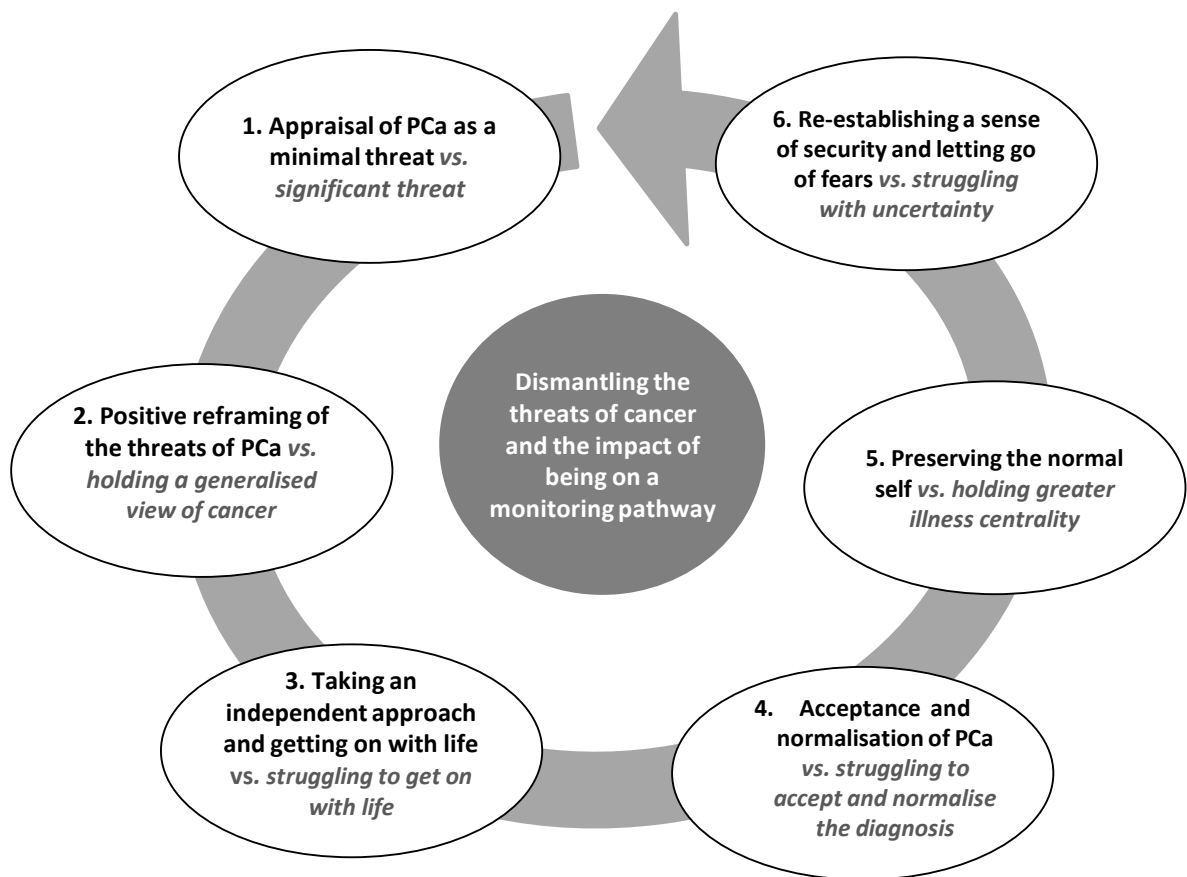 1. Appraisal of PCa as a
minimal threat vs.
significant threat
2. Positive reframing of
the threats of PCa vs.
holding a generalised
view of cancer
3. Taking an
independent approach
and getting on with life
vs. struggling to get on
with life
4. Acceptance and
normalisation of PCa
vs. struggling to
accept and normalise
the diagnosis
5. Preserving the normal
self vs. holding greater
illness centrality
6. Re-establishing a sense
of security and letting go
of fears vs. struggling
with uncertainty
Dismantling the
threats of cancer
and the impact of
being on a
monitoring pathway